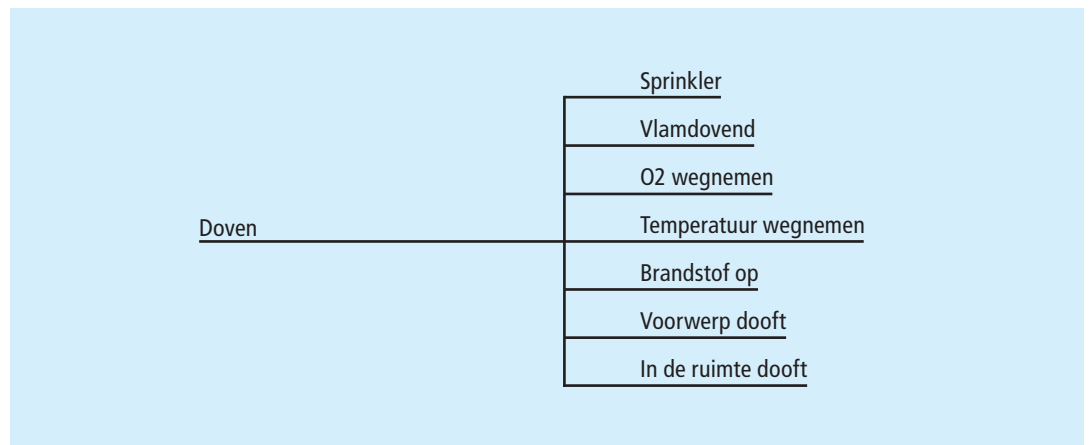 Sprinkler
Vlamdovend
O2 wegnemen
Doven
Temperatuur wegnemen
Brandstof op
Voorwerp dooft
In de ruimte dooft